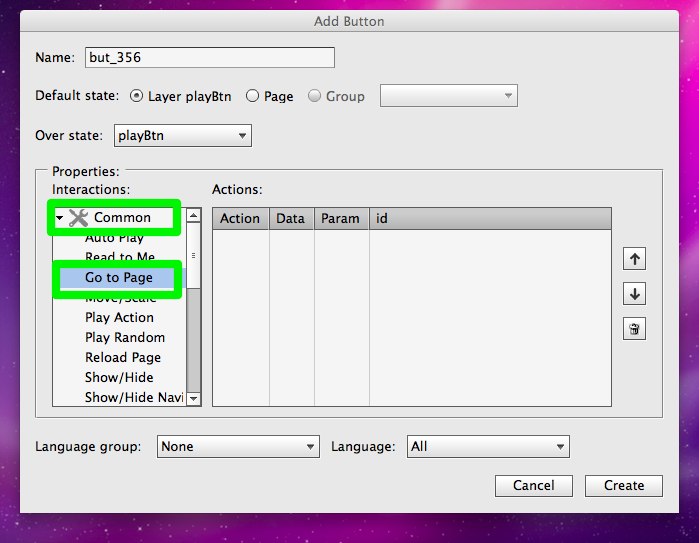 Add Button
Name: but_356
Default state: Layer playBtn Page Group
Over state: playBtn
Properties:
Interactions: Actions:
Common Action Data Param id
Auto Play
Read to Me
Go to Page
Move/Scale
Play Action
Play Random
Reload Page
Show/Hide
Show/Hide Navi
Language group: None Language: All
Cancel Create